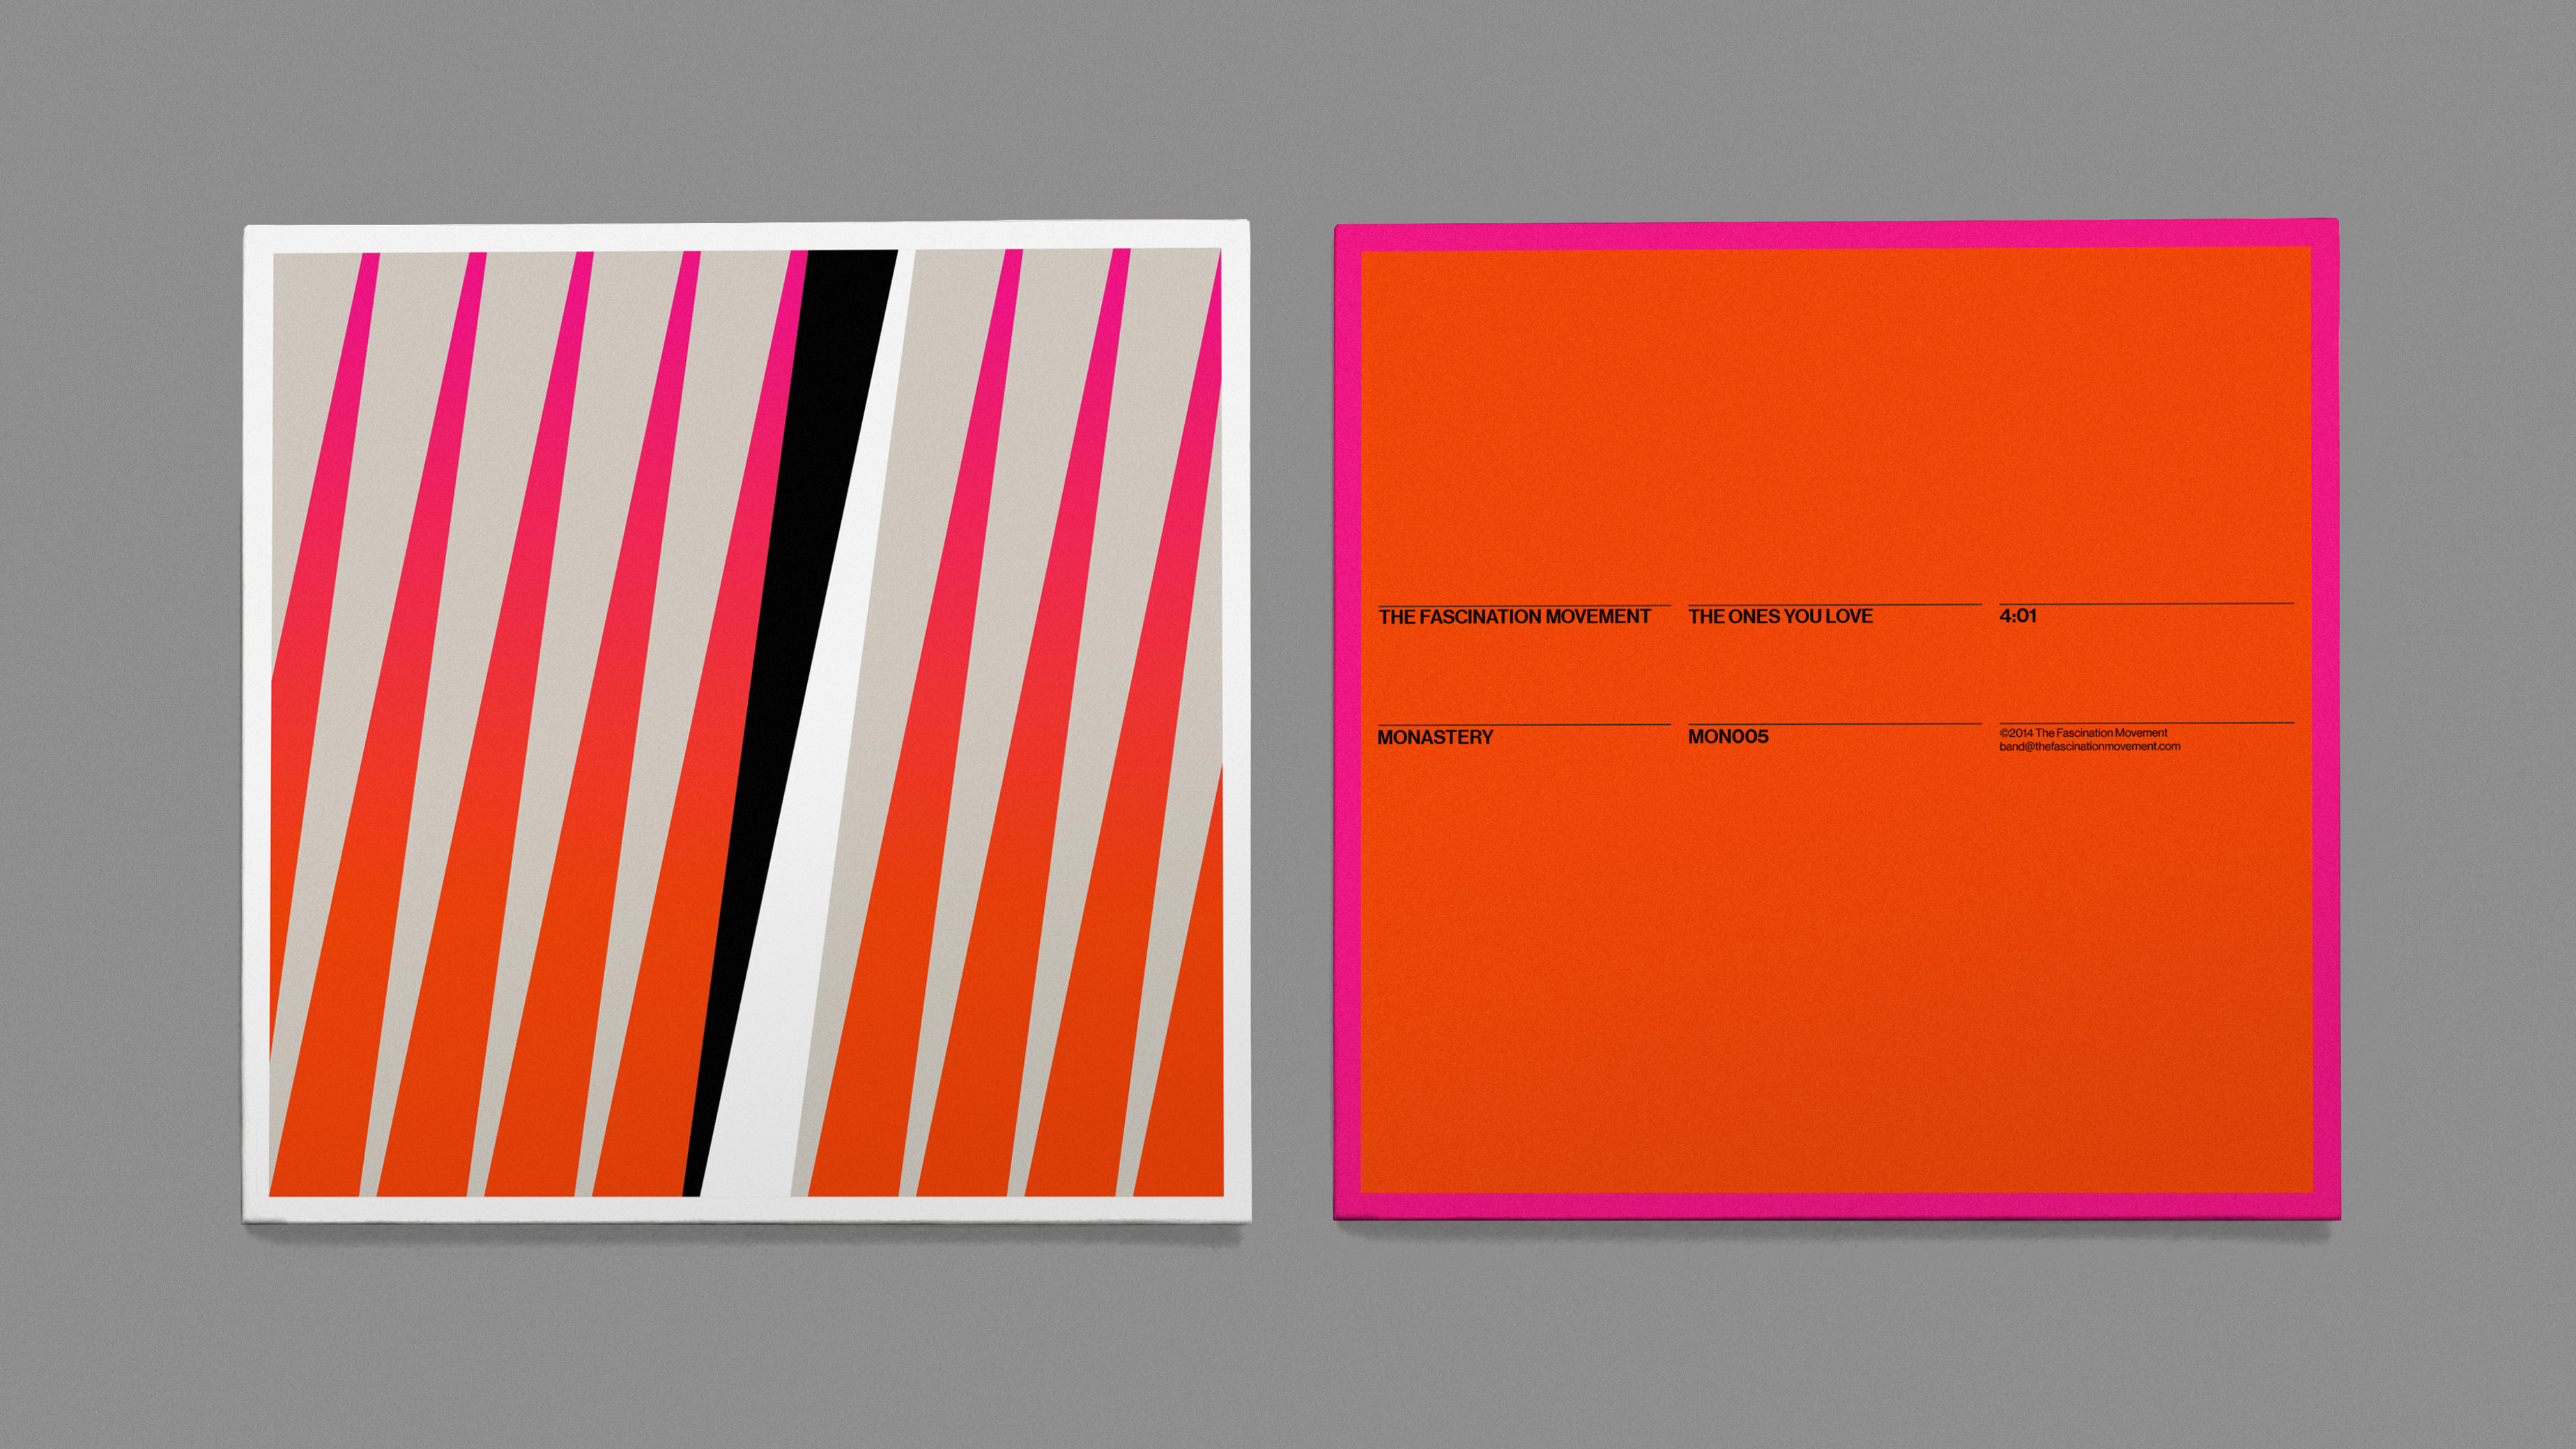 THE FASCINATION MOVEMENT
THE ONES YOU LOVE
4:01
MONASTERY
MON005
©2014 The Fascination Movement
band@thefascinationmovement.com